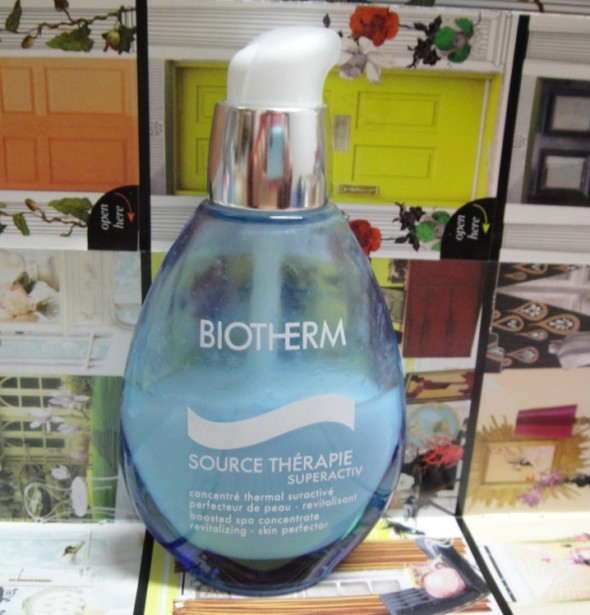 open
here
open
here
BIOTHERM
SOURCE THÉRAPIE
SUPERACTIV
concentré thermal suractivé
perfecteur de peau - revitalisant
boosted spa concentrate
revitalizing - skin perfector